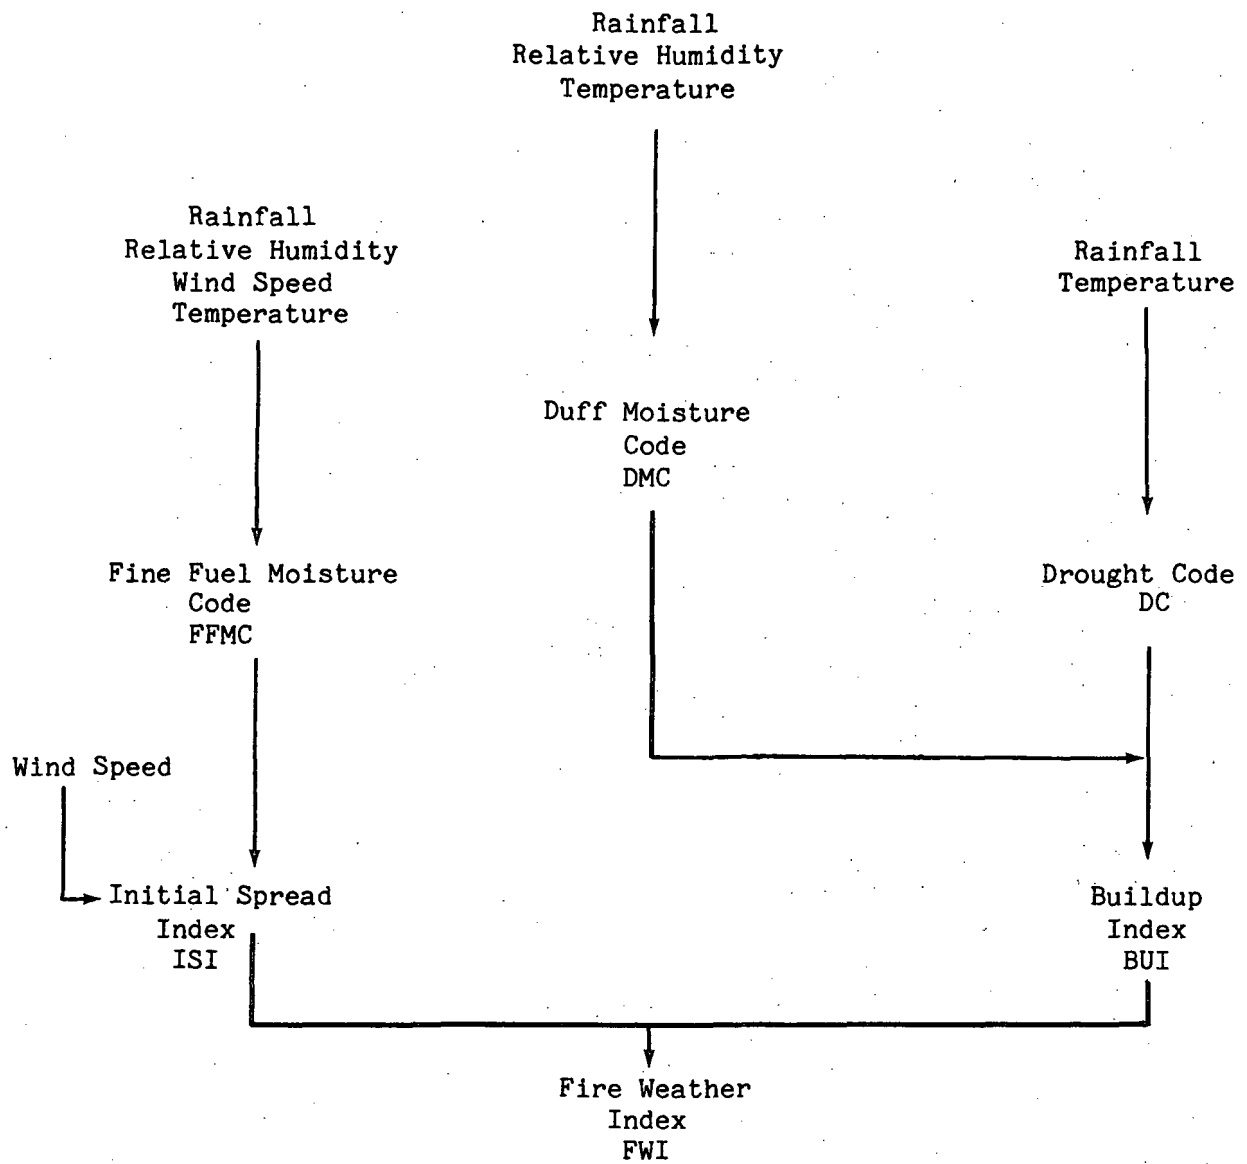 Rainfall
Relative Humidity
Temperature
Rainfall
Relative Humidity
Wind Speed
Temperature
Rainfall
Temperature
Duff Moisture
Code
DMC
Fine Fuel Moisture
Code
FFMC
Drought Code
DC
Wind Speed
Initial Spread
Index
ISI
Buildup
Index
BUI
Fire Weather
Index
FWI